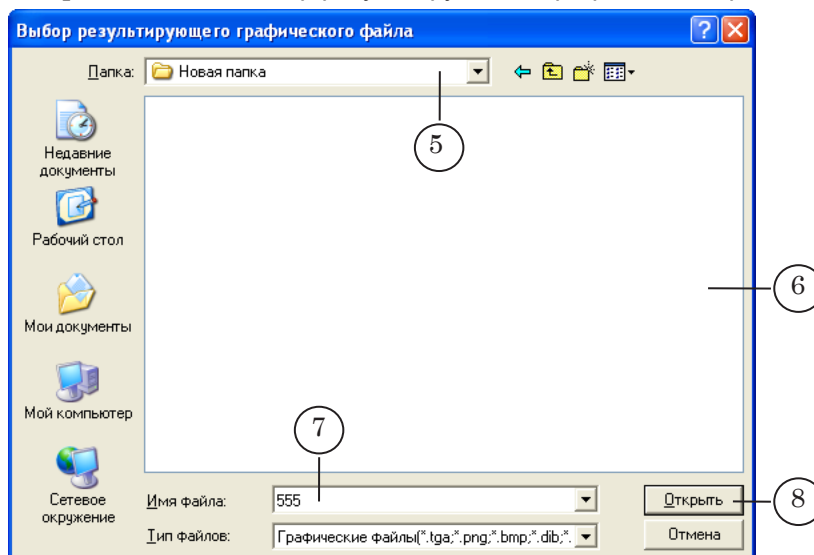 Выбор результирующего графического файла
Папка: Новая папка
5
Недавние
документы
Рабочий стол
6
Мои документы
Мой компьютер
7
Сетевое
окружение
Имя файла: 555
Открыть
8
Тип файлов: Графические файлы(*.tga;*.png;*.bmp;*.dib;*.
Отмена